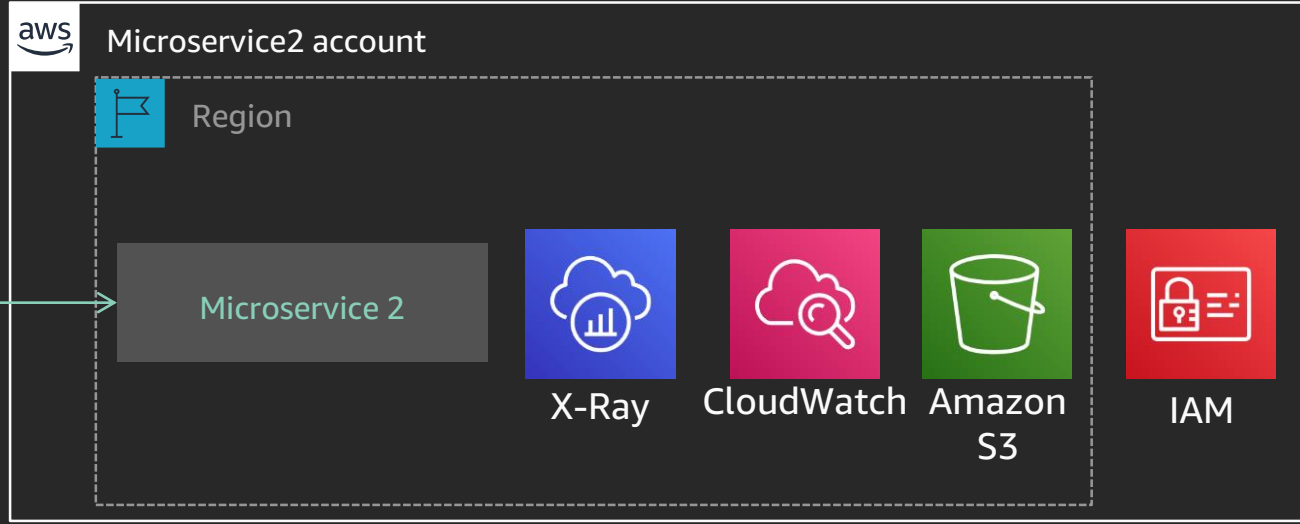 aws
Microservice2 account
Region
Microservice 2
X-Ray
CloudWatch
Amazon
S3
IAM